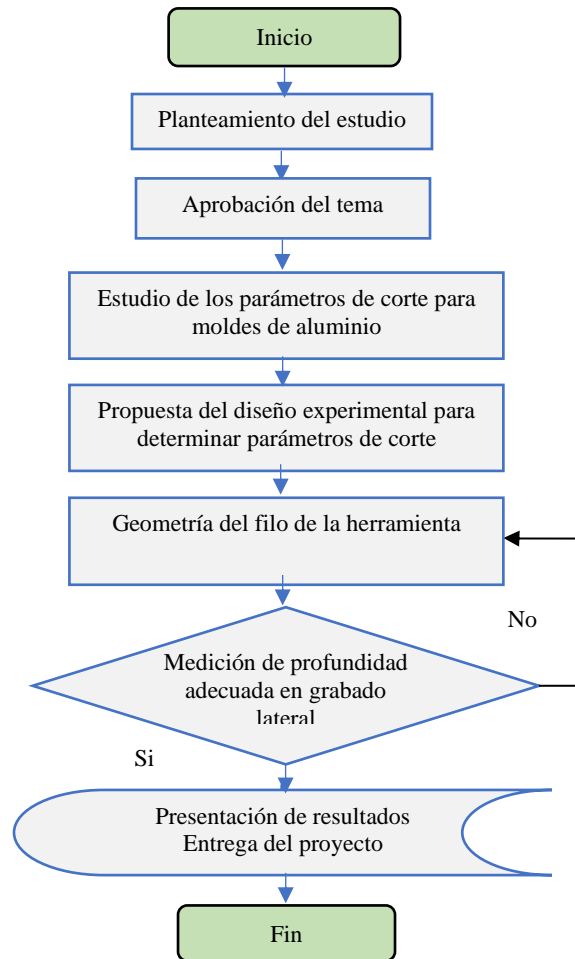 Inicio
Planteamiento del estudio
Aprobación del tema
Estudio de los parámetros de corte para
moldes de aluminio
Propuesta del diseño experimental para
determinar parámetros de corte
Geometría del filo de la herramienta
No
Medición de profundidad
adecuada en grabado
lateral
Si
Presentación de resultados
Entrega del proyecto
Fin